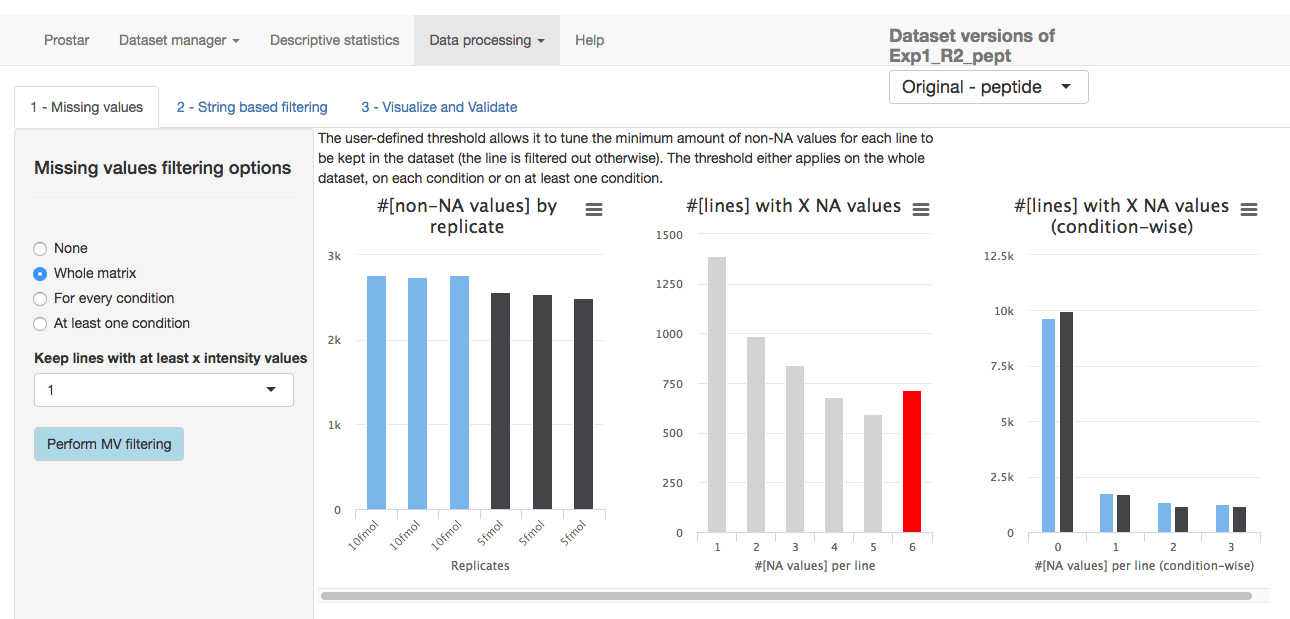 Prostar
Dataset manager
Descriptive statistics
Data processing
Help
Dataset versions of
Exp1_R2_pept
Original - peptide
1 - Missing values
2 - String based filtering
3 - Visualize and Validate
Missing values filtering options
None
Whole matrix
For every condition
At least one condition
Keep lines with at least x intensity values
1
Perform MV filtering
The user-defined threshold allows it to tune the minimum amount of non-NA values for each line to
be kept in the dataset (the line is filtered out otherwise). The threshold either applies on the whole
dataset, on each condition or on at least one condition.
#[non-NA values] by
replicate
3k
2k
1k
0
10fmol
10fmol
10fmol
5fmol
5fmol
5fmol
Replicates
#[lines] with X NA values
1500
1250
1000
750
500
250
0
1 2 3 4 5 6
#[NA values] per line
#[lines] with X NA values
(condition-wise)
12.5k
10k
7.5k
5k
2.5k
0
0 1 2 3
#[NA values] per line (condition-wise)